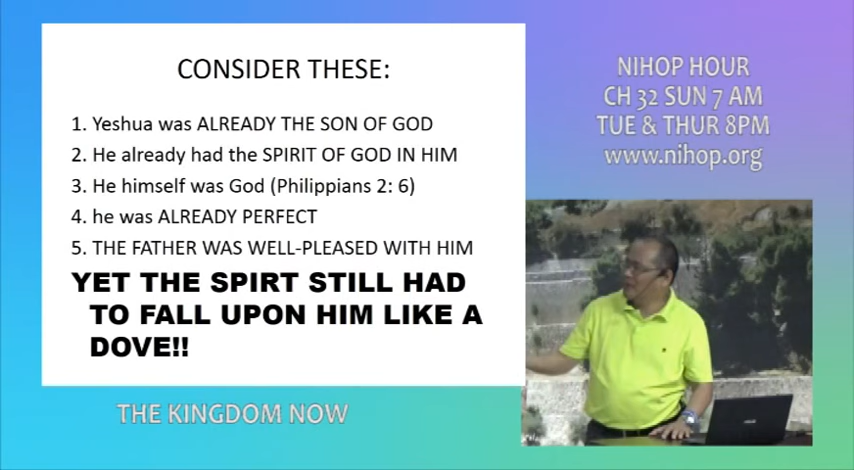 CONSIDER THESE:
1. Yeshua was ALREADY THE SON OF GOD
2. He already had the SPIRIT OF GOD IN HIM
3. He himself was God (Philippians 2: 6)
4. he was ALREADY PERFECT
5. THE FATHER WAS WELL-PLEASED WITH HIM
YET THE SPIRT STILL HAD
TO FALL UPON HIM LIKE A
DOVE!!
NIHOP HOUR
CH 32 SUN 7 AM
TUE & THUR 8PM
www.nihop.org
THE KINGDOM NOW